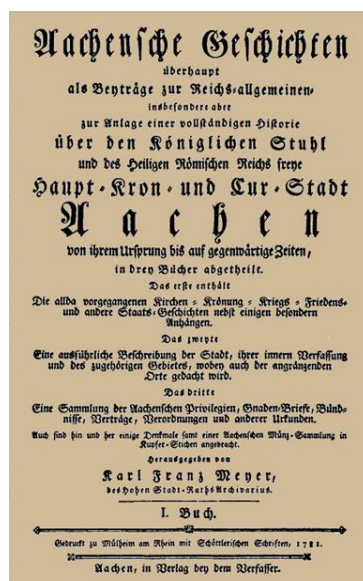 Aachensche Geschichten
überhaupt
als Beyträge zur Reichs-allgemeinen-
insbesondere aber
zur Anlage einer vollständigen Historie
über den Königlichen Stuhl
und des Heiligen Römischen Reichs freye
Haupt-Kron- und Cur-Stadt
Aachen
von ihrem Ursprung bis auf gegenwärtige Zeiten,
in drey Bücher abgetheilt.
Das erste enthält
Die allda vorgegangenen Kirchen- Krönung- Kriegs- Friedens-
und andere Staats-Geschichten nebst einigen besondern
Anhängen.
Das zweyte
Eine ausführliche Beschreibung der Stadt, ihrer innern Verfassung
und des zugehörigen Gebietes, wobey auch der angränzenden
Orte gedacht wird.
Das dritte
Eine Sammlung der Aachenschen Privilegien, Gnaden-Briefe, Bünd-
nisse, Verträge, Verordnungen und anderer Urkunden.
Auch sind hin und her einige Denkmale samt einer Aachenschen Münz-Sammlung in
Kupfer-Stichen angebracht.
Herausgegeben von
Karl Franz Meyer,
des Hohen Stadt-Raths Archivarius.
I. Buch.
Gedruckt zu Mülheim am Rhein mit Schöttlerischen Schriften, 1781.
Aachen, in Verlag bey dem Verfasser.